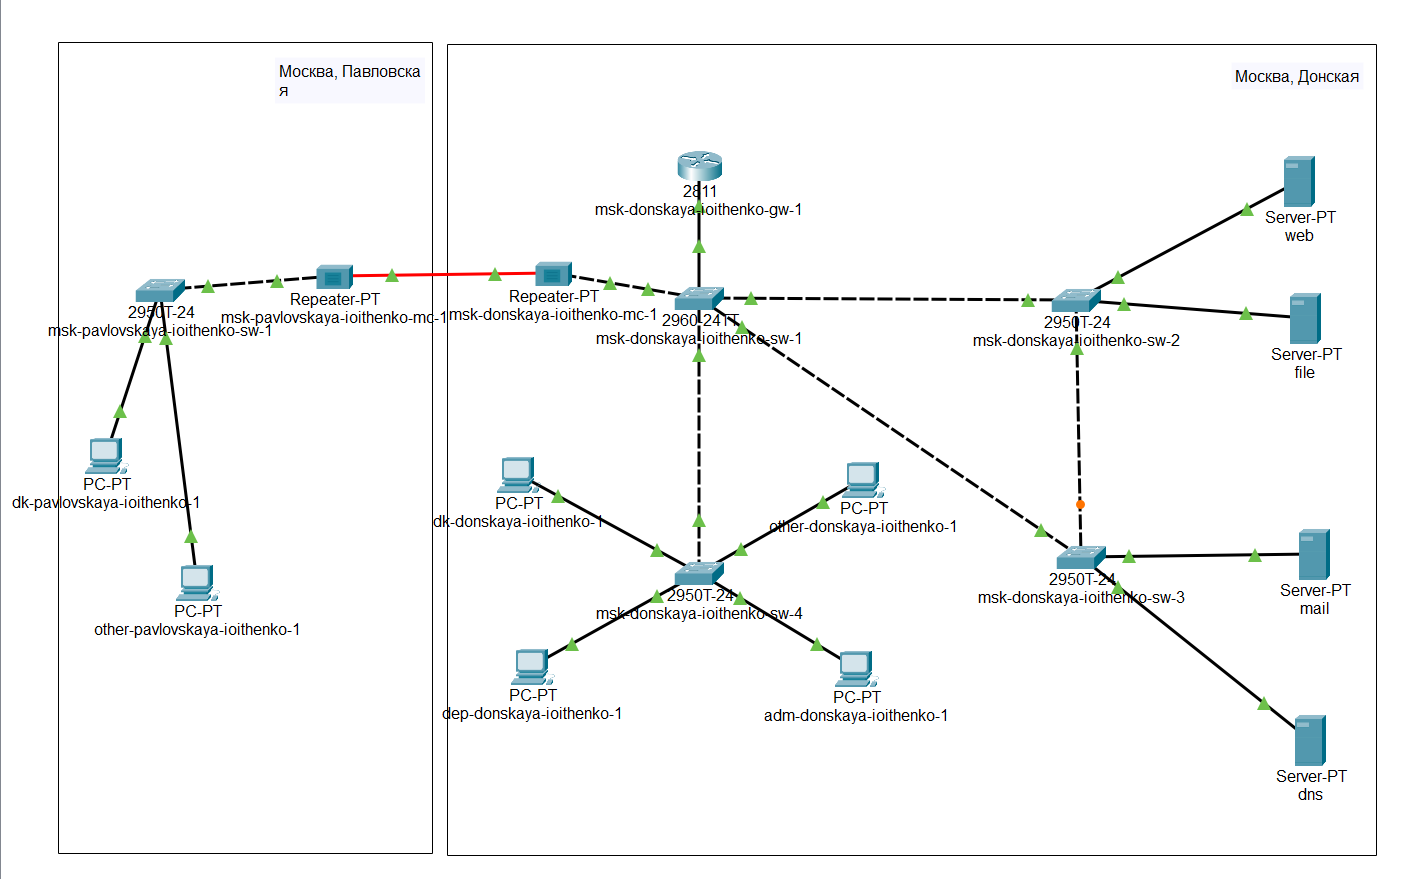 Москва, Павловска
я
Москва, Донская
2811
msk-donskaya-ioithenko-gw-1
Server-PT
web
2950T-24
msk-pavlovskaya-ioithenko-sw-1
Repeater-PT
msk-pavlovskaya-ioithenko-mc-1
Repeater-PT
msk-donskaya-ioithenko-mc-1
2960-24TT
msk-donskaya-ioithenko-sw-1
2950T-24
msk-donskaya-ioithenko-sw-2
Server-PT
file
PC-PT
dk-pavlovskaya-ioithenko-1
PC-PT
dk-donskaya-ioithenko-1
PC-PT
other-donskaya-ioithenko-1
PC-PT
other-pavlovskaya-ioithenko-1
2950T-24
msk-donskaya-ioithenko-sw-4
2950T-24
msk-donskaya-ioithenko-sw-3
Server-PT
mail
PC-PT
dep-donskaya-ioithenko-1
PC-PT
adm-donskaya-ioithenko-1
Server-PT
dns